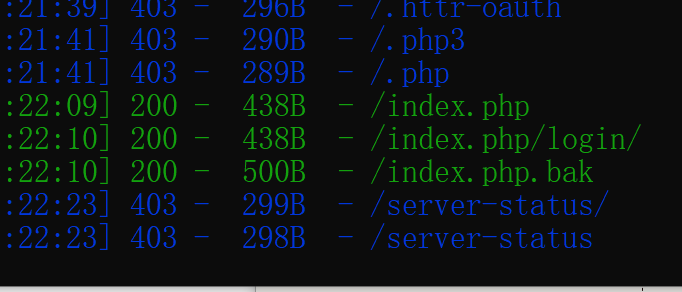 :21:39] 403 -  296B  - /.httr-oauth
:21:41] 403 -  290B  - /.php3
:21:41] 403 -  289B  - /.php
:22:09] 200 -  438B  - /index.php
:22:10] 200 -  438B  - /index.php/login/
:22:10] 200 -  500B  - /index.php.bak
:22:23] 403 -  299B  - /server-status/
:22:23] 403 -  298B  - /server-status